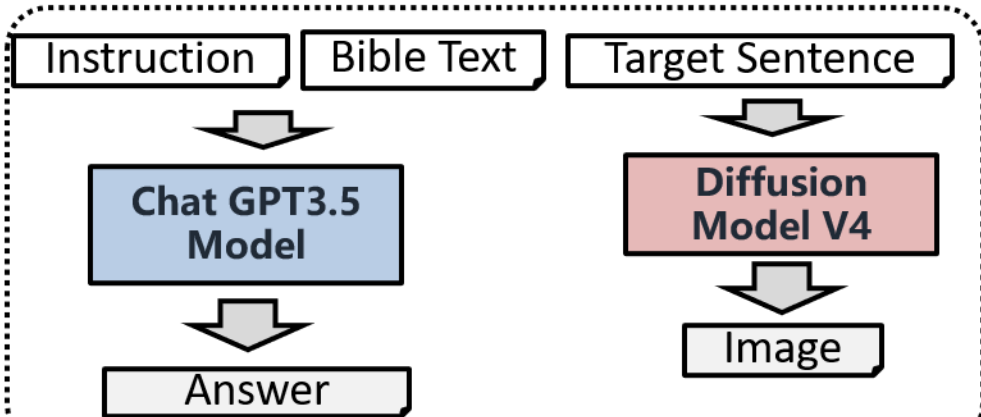 Instruction
Bible Text
Target Sentence
Chat GPT3.5
Model
Diffusion
Model V4
Answer
Image